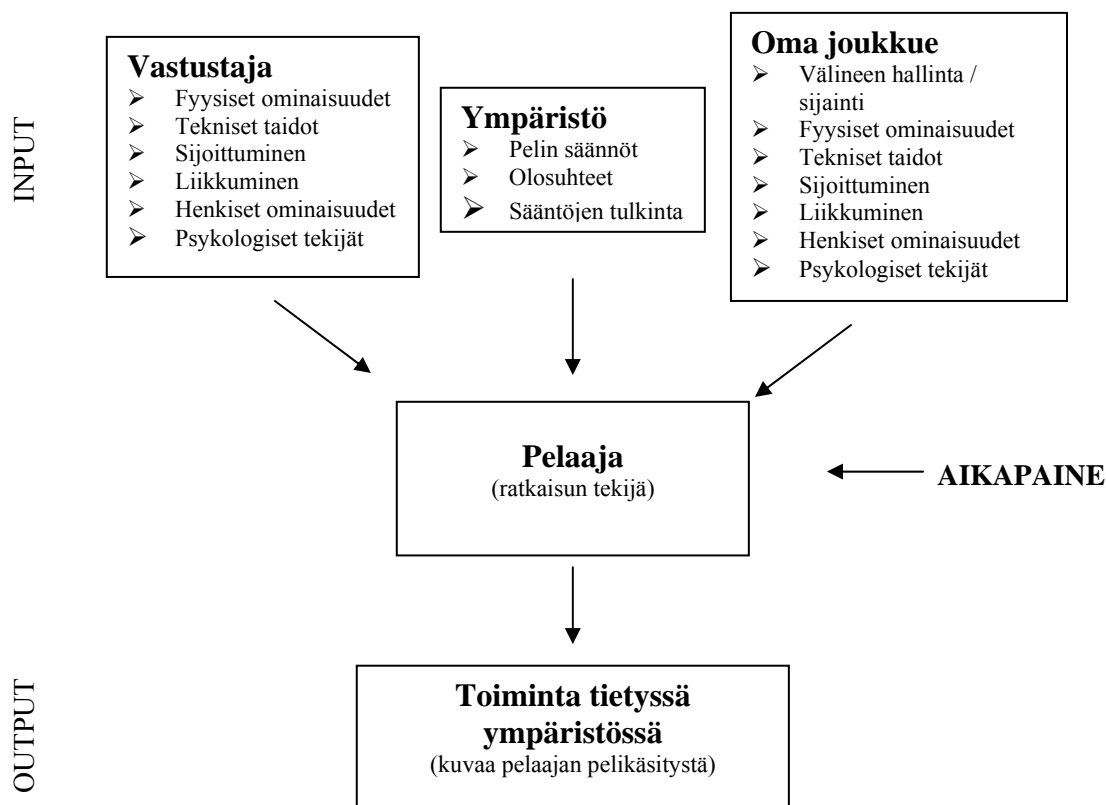 INPUT
Vastustaja
➢ Fyysiset ominaisuudet
➢ Tekniset taidot
➢ Sijoittuminen
➢ Liikkuminen
➢ Henkiset ominaisuudet
➢ Psykologiset tekijät
Ympäristö
➢ Pelin säännöt
➢ Olosuhteet
➢ Sääntöjen tulkinta
Oma joukkue
➢ Välineen hallinta /
sijainti
➢ Fyysiset ominaisuudet
➢ Tekniset taidot
➢ Sijoittuminen
➢ Liikkuminen
➢ Henkiset ominaisuudet
➢ Psykologiset tekijät
Pelaaja
(ratkaisun tekijä)
AIKAPAINE
OUTPUT
Toiminta tietyssä
ympäristössä
(kuvaa pelaajan pelikäsitystä)